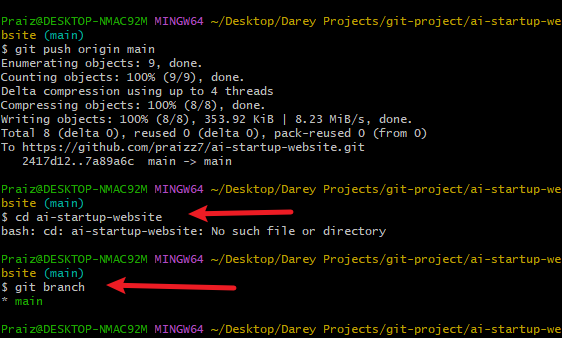 Praiz@DESKTOP-NMAC92M MINGW64 ~/Desktop/Darey Projects/git-project/ai-startup-we
bsite (main)
$ git push origin main
Enumerating objects: 9, done.
Counting objects: 100% (9/9), done.
Delta compression using up to 4 threads
Compressing objects: 100% (8/8), done.
Writing objects: 100% (8/8), 353.92 KiB | 8.23 MiB/s, done.
Total 8 (delta 0), reused 0 (delta 0), pack-reused 0 (from 0)
To https://github.com/praizz7/ai-startup-website.git
   2417d12..7a89a6c  main -> main
Praiz@DESKTOP-NMAC92M MINGW64 ~/Desktop/Darey Projects/git-project/ai-startup-we
bsite (main)
$ cd ai-startup-website
bash: cd: ai-startup-website: No such file or directory
Praiz@DESKTOP-NMAC92M MINGW64 ~/Desktop/Darey Projects/git-project/ai-startup-we
bsite (main)
$ git branch
* main
Praiz@DESKTOP-NMAC92M MINGW64 ~/Desktop/Darey Projects/git-project/ai-startup-we